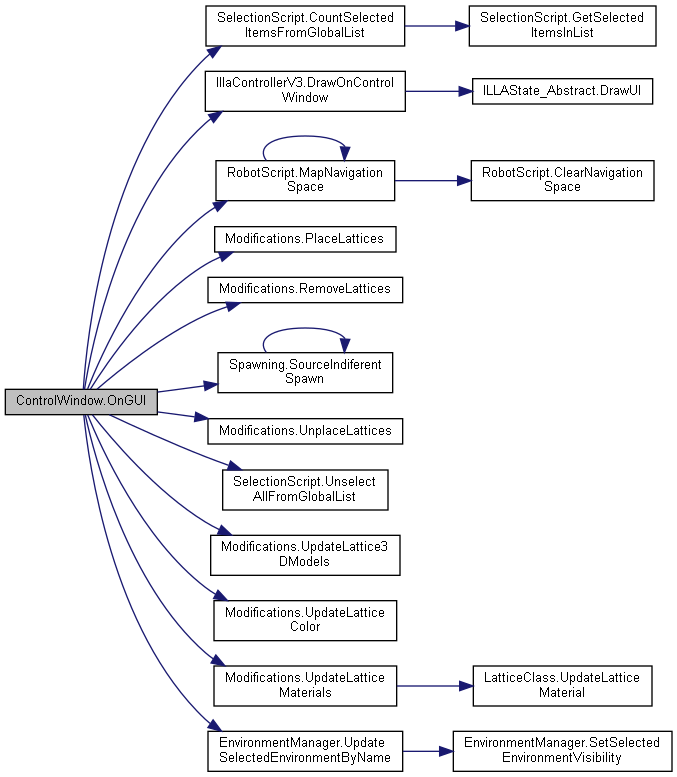 SelectionScript.CountSelected
ItemsFromGlobalList
SelectionScript.GetSelected
ItemsInList
IllaControllerV3.DrawOnControl
Window
ILLAState_Abstract.DrawUI
RobotScript.MapNavigation
Space
RobotScript.ClearNavigation
Space
Modifications.PlaceLattices
Modifications.RemoveLattices
Spawning.SourceIndiferent
Spawn
ControlWindow.OnGUI
Modifications.UnplaceLattices
SelectionScript.Unselect
AllFromGlobalList
Modifications.UpdateLattice3
DModels
Modifications.UpdateLattice
Color
Modifications.UpdateLattice
Materials
LatticeClass.UpdateLattice
Material
EnvironmentManager.Update
SelectedEnvironmentByName
EnvironmentManager.SetSelected
EnvironmentVisibility